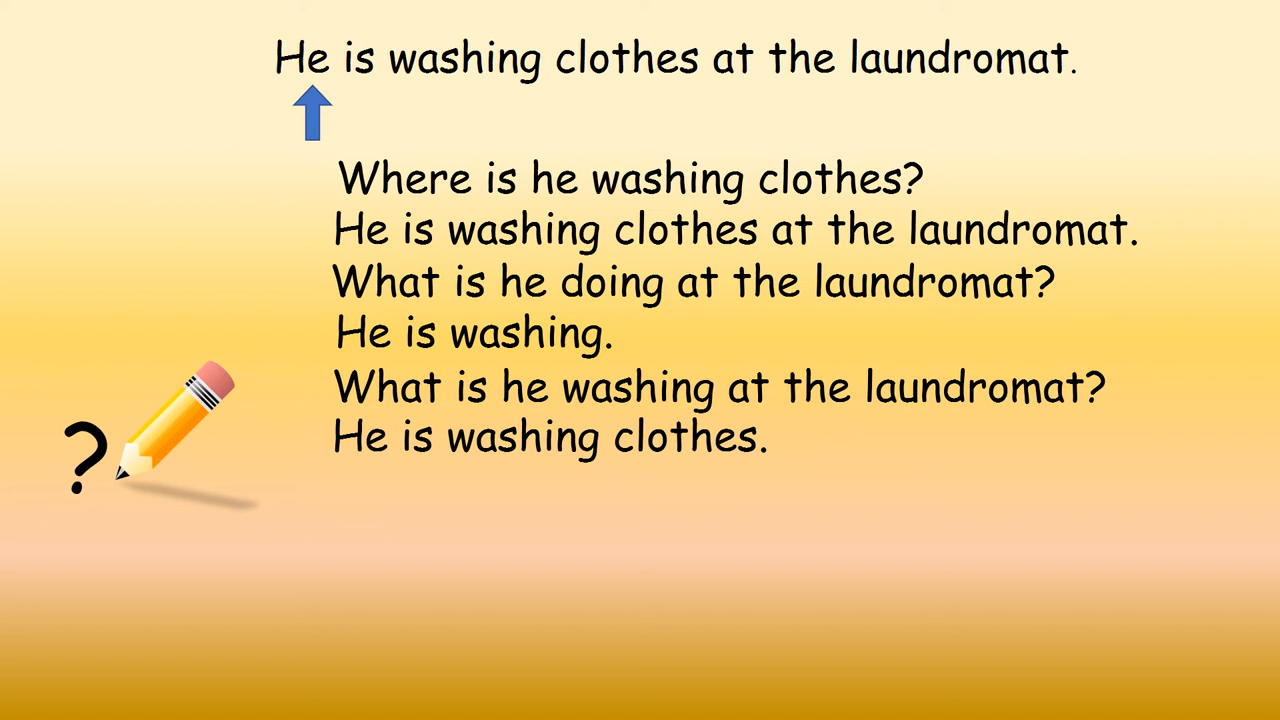 He is washing clothes at the laundromat.
Where is he washing clothes?
He is washing clothes at the laundromat.
What is he doing at the laundromat?
He is washing.
What is he washing at the laundromat?
He is washing clothes.
?